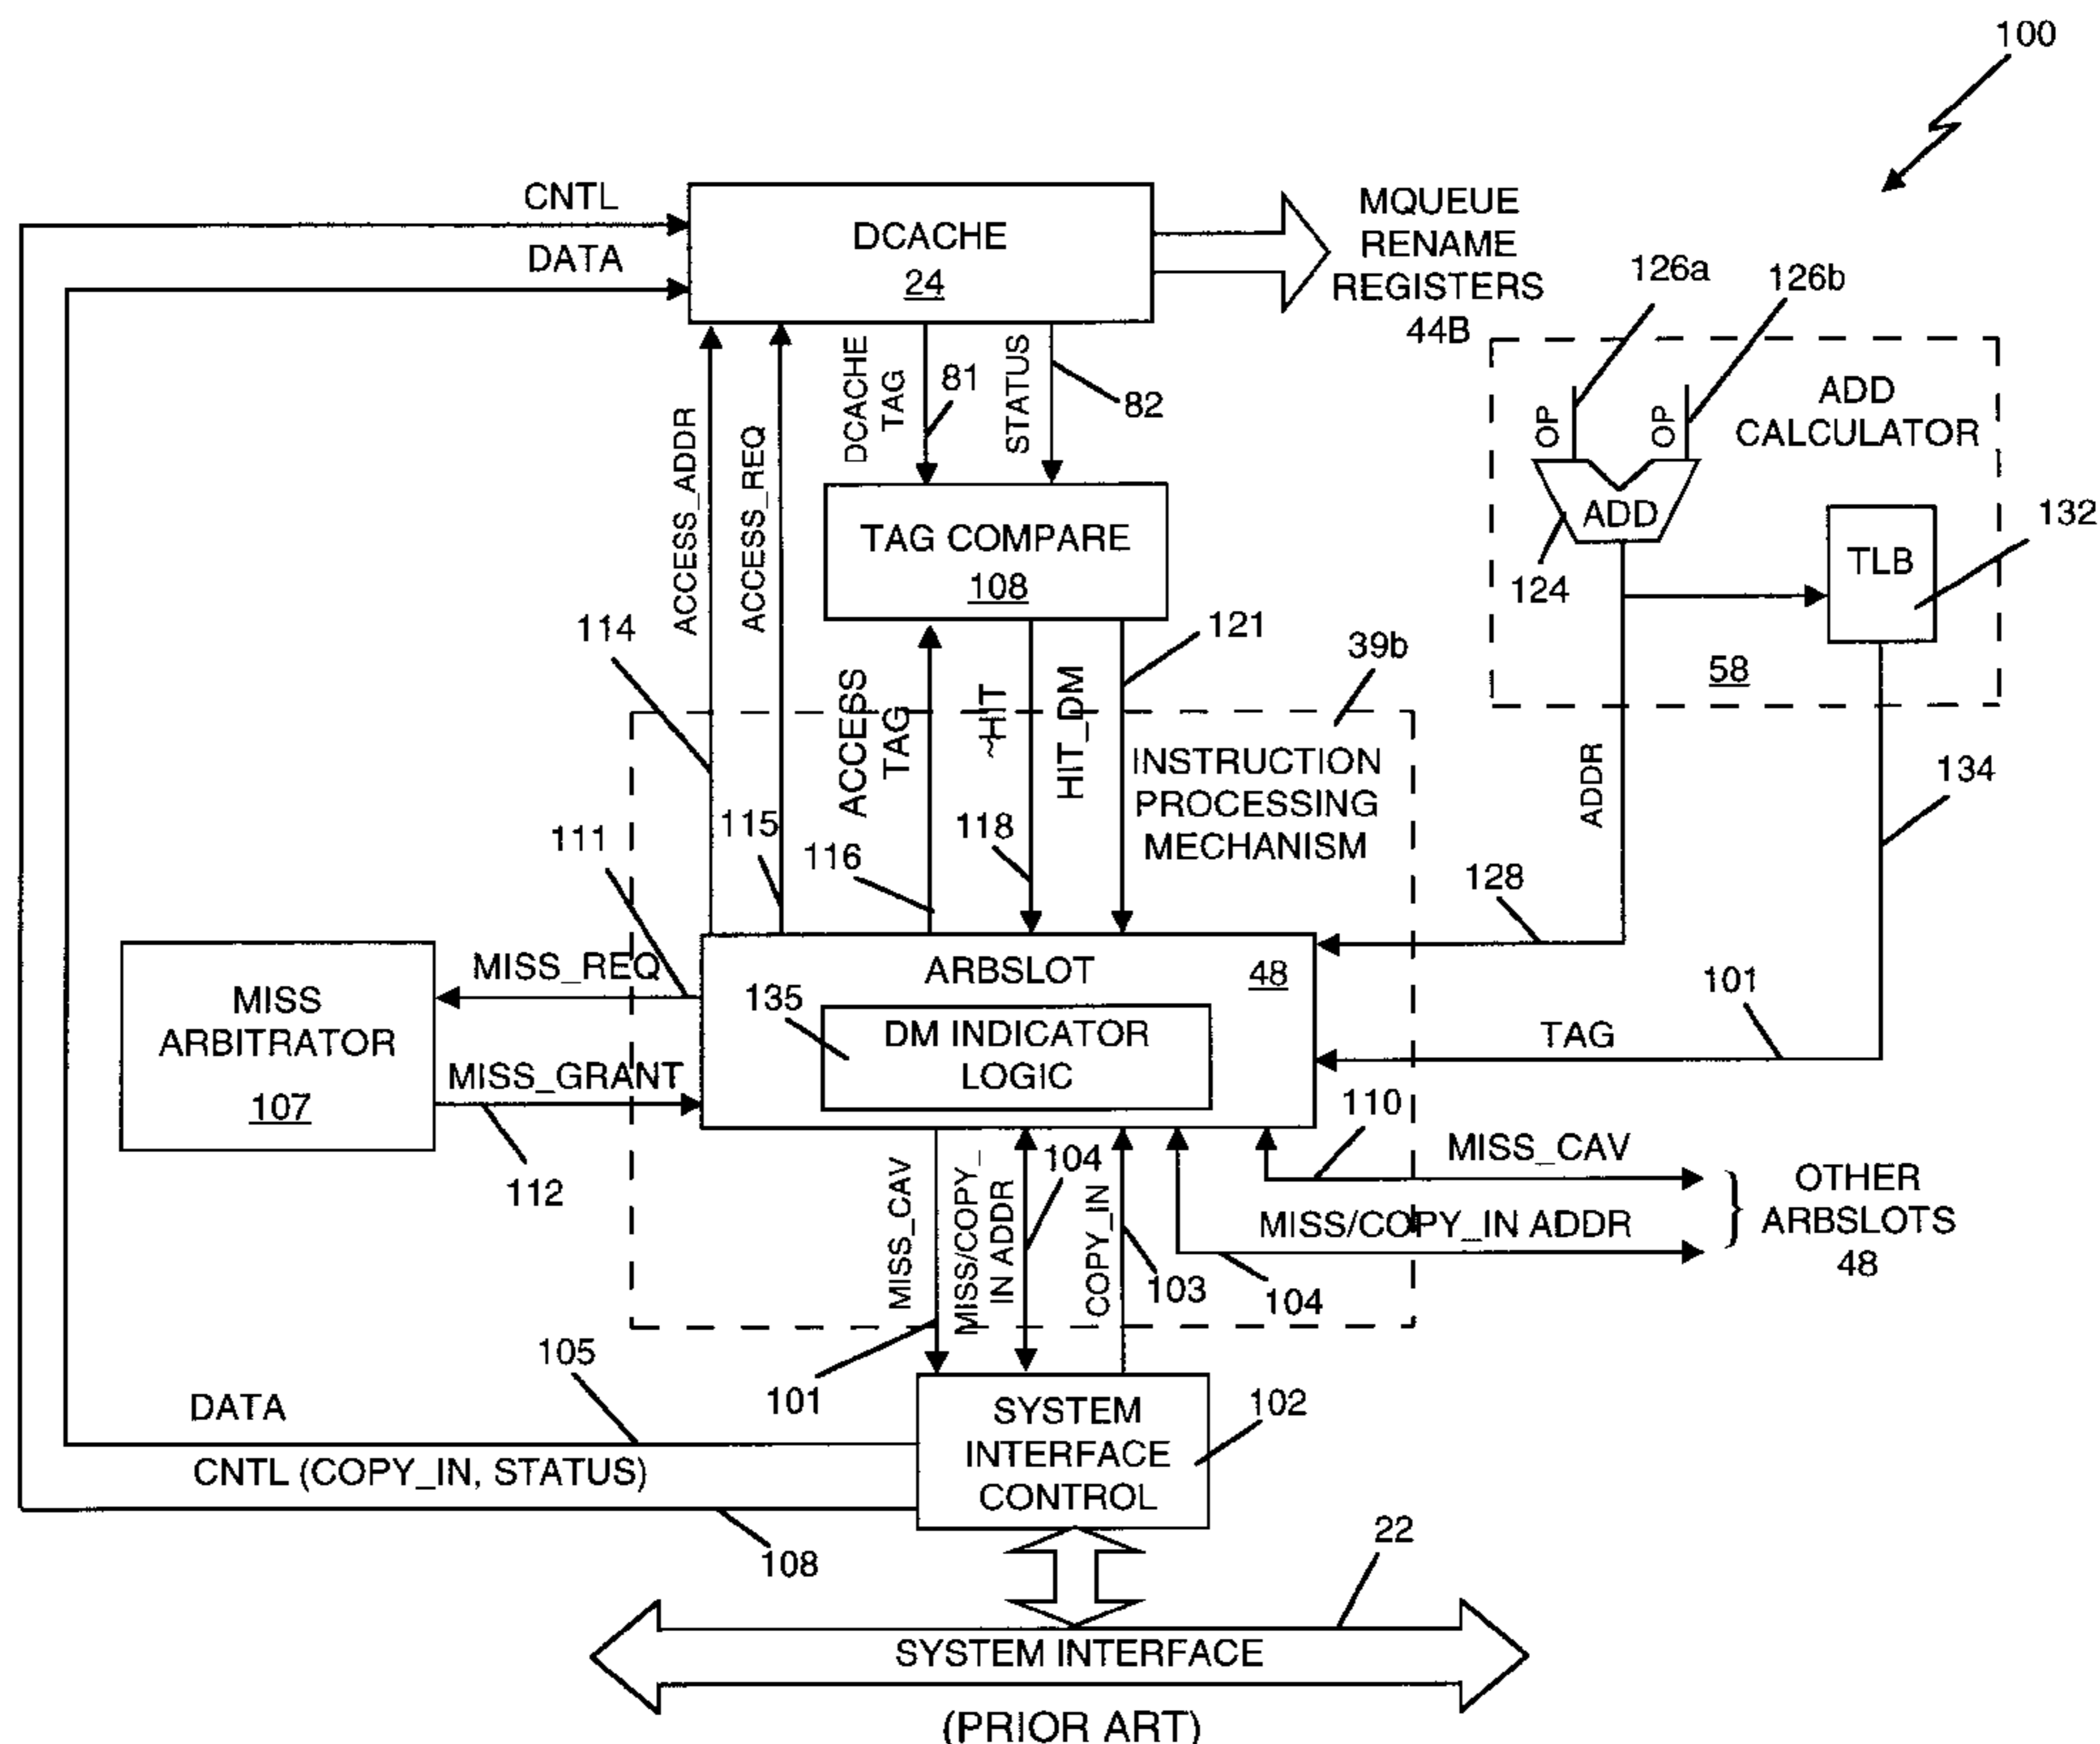 100
CNTL
DATA
DCACHE
24
MQUEUE
RENAME
REGISTERS
44B
126a
126b
OP
OP
ADD
CALCULATOR
ADD
124
TLB
132
58
ACCESS_ADDR
ACCESS_REQ
DCACHE
TAG
81
STATUS
82
TAG COMPARE
108
114
121
39b
ACCESS
TAG
~HIT
HIT_DM
INSTRUCTION
PROCESSING
MECHANISM
ADDR
134
111
115
116
118
128
MISS
ARBITRATOR
107
MISS_REQ
MISS_GRANT
112
ARBSLOT
48
135
DM INDICATOR
LOGIC
101
TAG
110
MISS_CAV
MISS/COPY_IN ADDR
104
OTHER
ARBSLOTS
48
MISS_CAV
MISS/COPY_
IN ADDR
104
COPY_IN
103
101
105
DATA
CNTL (COPY_IN, STATUS)
108
SYSTEM
INTERFACE
CONTROL
102
22
SYSTEM INTERFACE
(PRIOR ART)